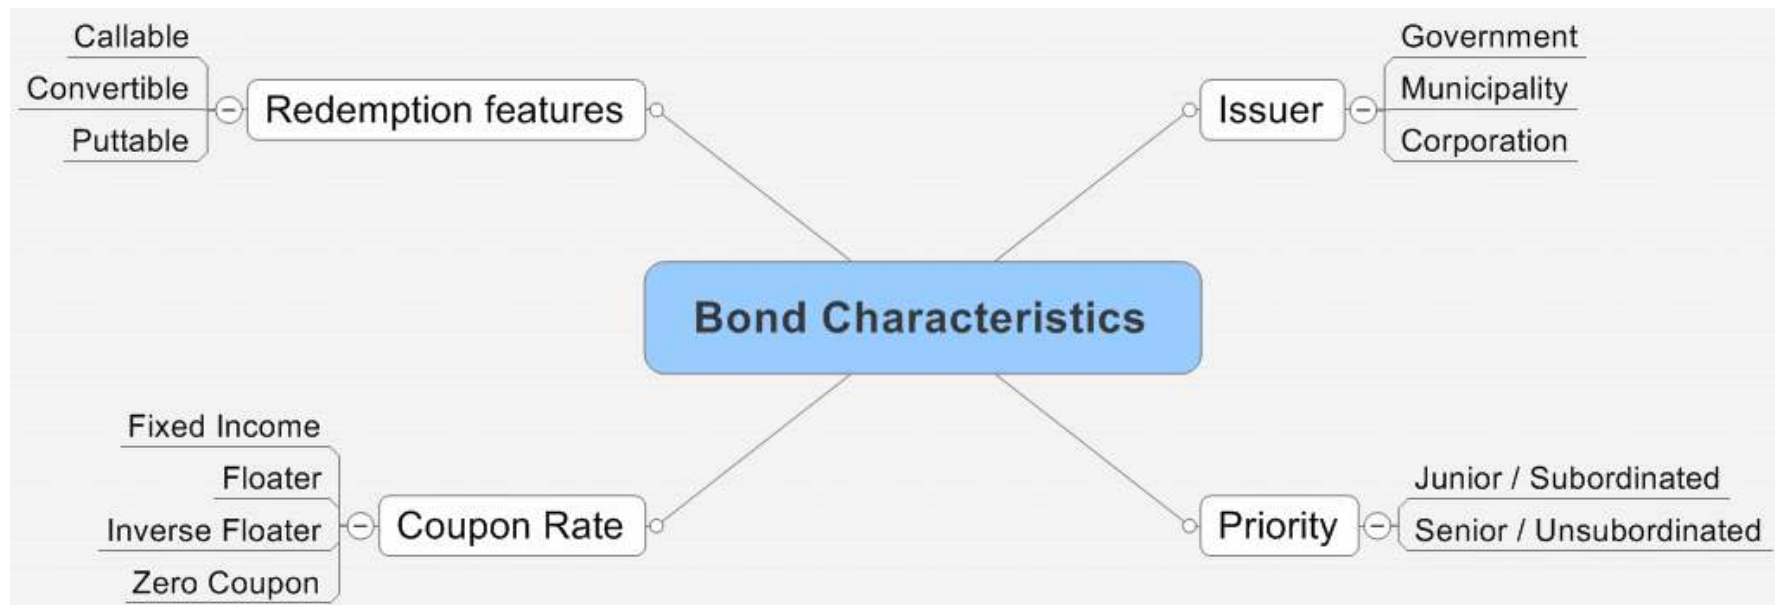 Callable
Convertible
Puttable
Redemption features
Issuer
Government
Municipality
Corporation
Bond Characteristics
Fixed Income
Floater
Inverse Floater
Zero Coupon
Coupon Rate
Priority
Junior / Subordinated
Senior / Unsubordinated